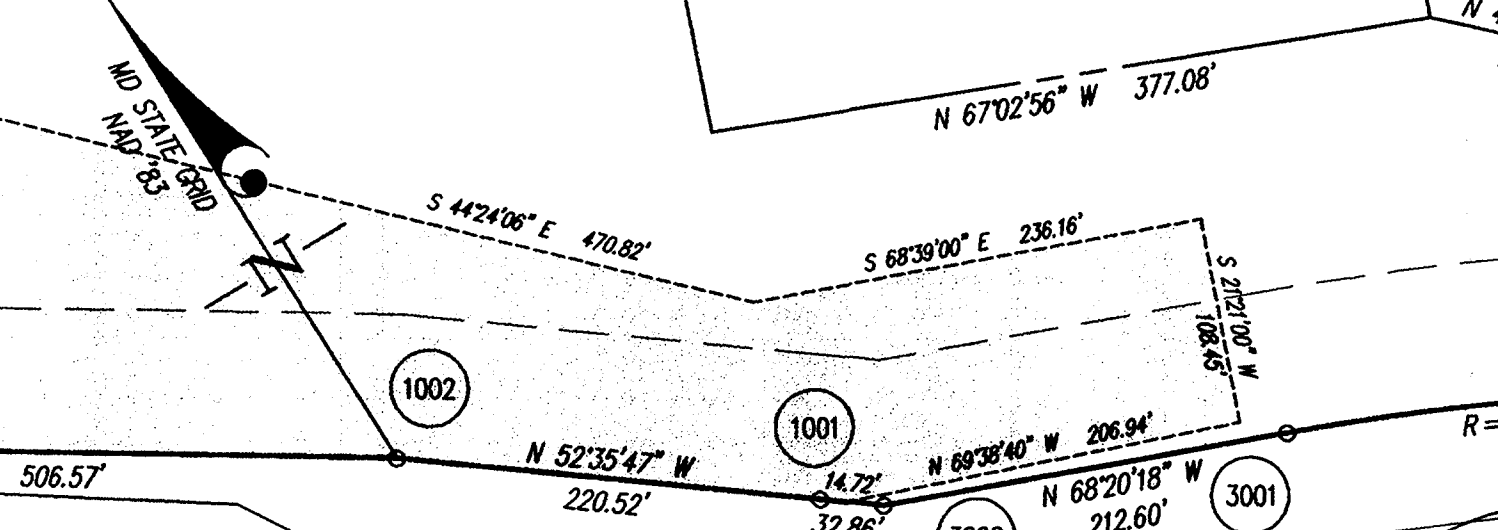 N 67°02'56" W 377.08'
MD STATE GRID
NAD '83
S 44°24'06" E 470.82'
S 68°39'00" E 236.16'
S 21°21'00" W
108.45'
1002
1001
N 52°35'47" W
220.52'
506.57'
14.72'
32.86'
N 69°38'40" W 206.94'
N 68°20'18" W
212.60'
3001
R=